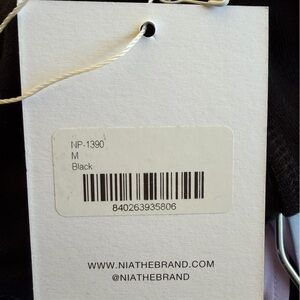 NP-1390
M
Black
840263935806
WWW.NIATHEBRAND.COM
@NIATHEBRAND